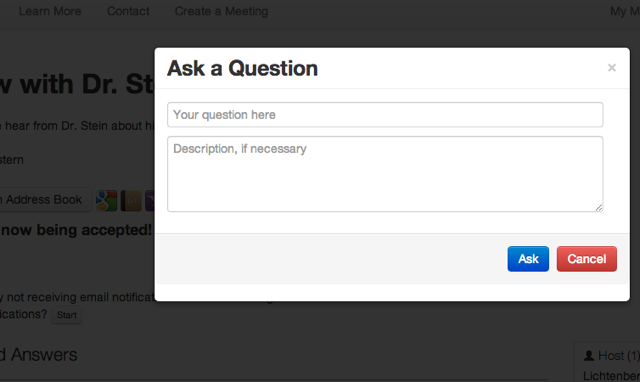 Learn More Contact Create a Meeting My M
Ask a Question ×
w with Dr. St
Your question here
e hear from Dr. Stein about hi
Description, if necessary
stern
Address Book
now being accepted!
Ask Cancel
y not receiving email notificat
ications? Start
d Answers
Host (1)
Lichtenber